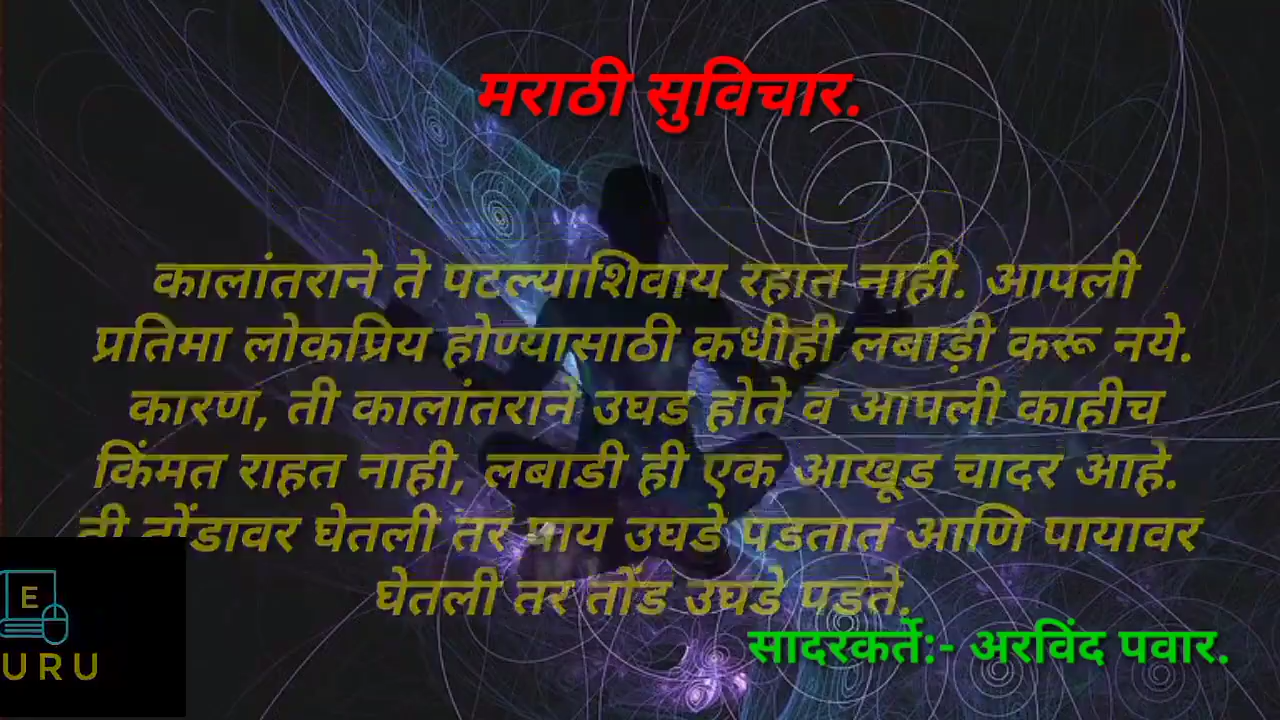 मराठी सुविचार.
कालांतराने ते पटल्याशिवाय रहात नाही. आपली
प्रतिमा लोकप्रिय होण्यासाठी कधीही लबाड़ी करू नये.
कारण, ती कालांतराने उघड होते व आपली काहीच
किंमत राहत नाही, लबाडी ही एक आखूड चादर आहे.
ती तोंडावर घेतली तर पाय उघडे पडतात आणि पायावर
घेतली तर तोंड उघडे पडते.
सादरकर्ते:- अरविंद पवार.
E
URU